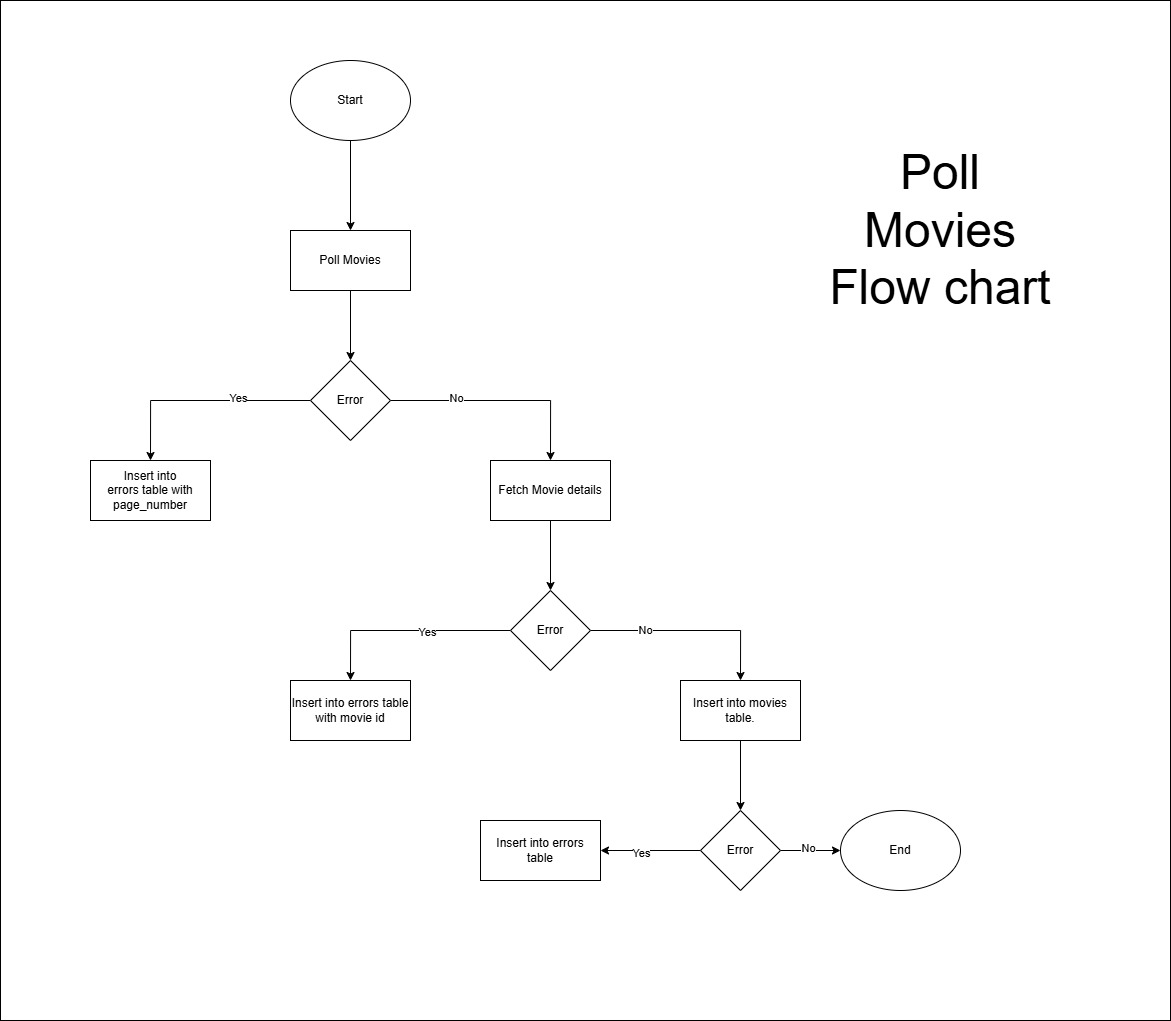 Start
Poll
Movies
Flow chart
Poll Movies
Error
Yes
No
Insert into
errors table with
page_number
Fetch Movie details
Error
Yes
No
Insert into errors table
with movie id
Insert into movies
table.
Insert into errors
table
Yes
Error
No
End